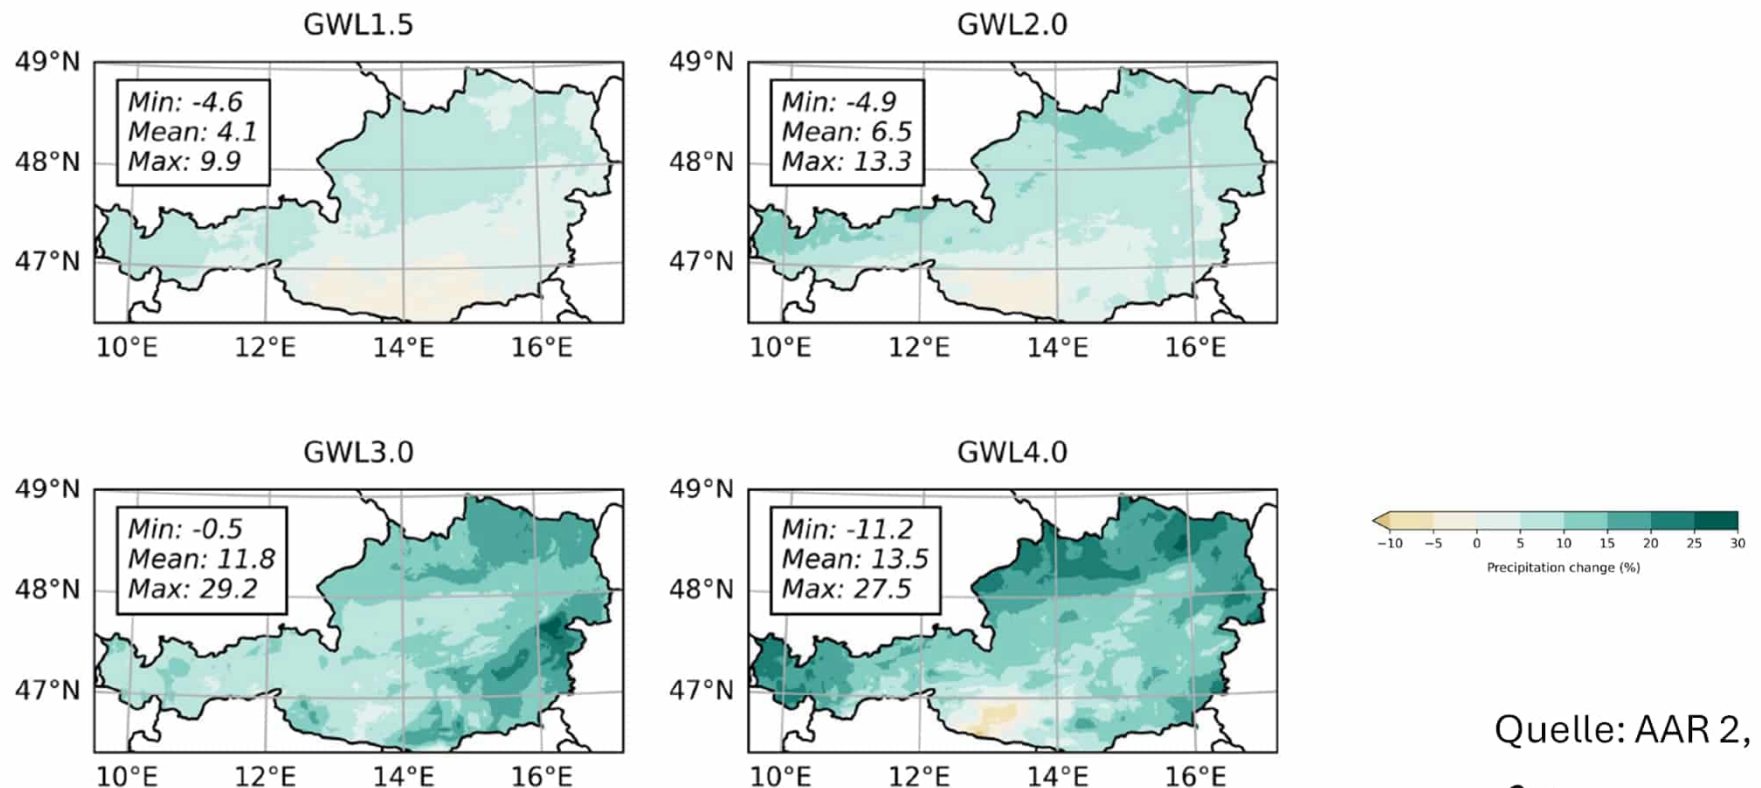 GWL1.5
GWL2.0
49°N
48°N
47°N
Min: -4.6
Mean: 4.1
Max: 9.9
10°E 12°E 14°E 16°E
49°N
48°N
47°N
Min: -4.9
Mean: 6.5
Max: 13.3
10°E 12°E 14°E 16°E
GWL3.0
GWL4.0
49°N
48°N
47°N
Min: -0.5
Mean: 11.8
Max: 29.2
10°E 12°E 14°E 16°E
49°N
48°N
47°N
Min: -11.2
Mean: 13.5
Max: 27.5
10°E 12°E 14°E 16°E
−10 −5 0 5 10 15 20 25 30
Precipitation change (%)
Quelle: AAR 2,